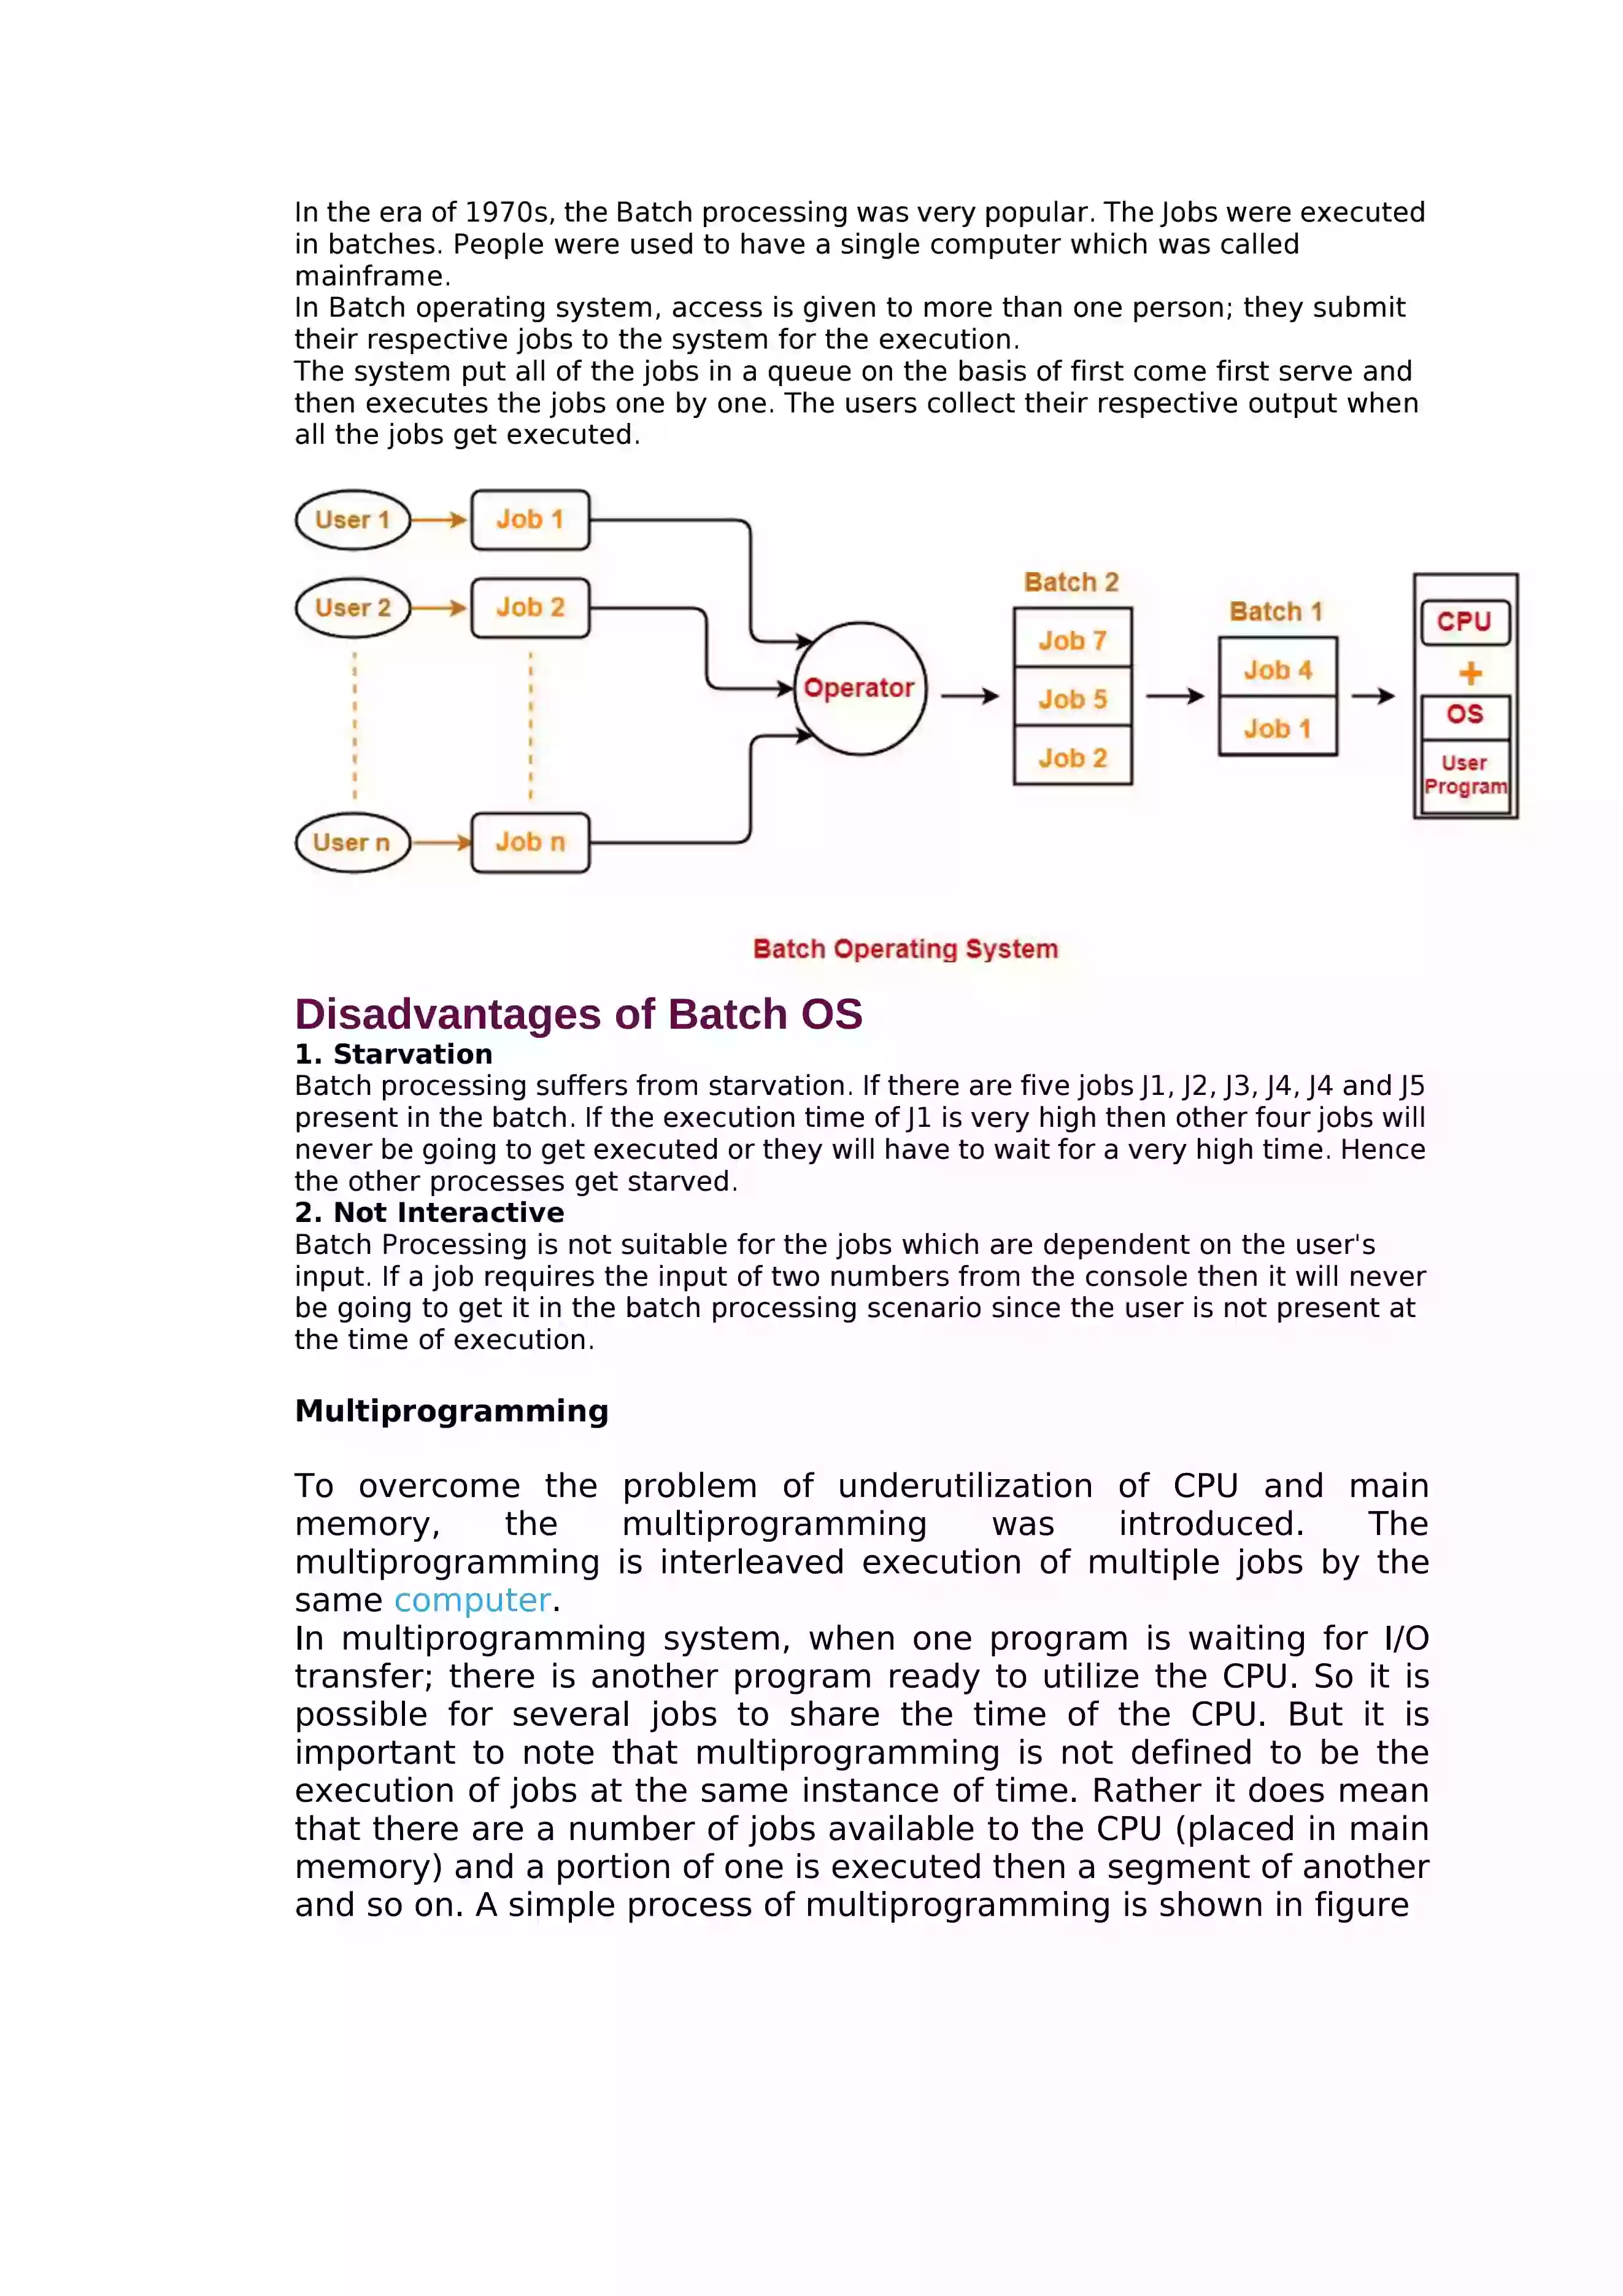 In the era of 1970s, the Batch processing was very popular. The Jobs were executed
in batches. People were used to have a single computer which was called
mainframe.
In Batch operating system, access is given to more than one person; they submit
their respective jobs to the system for the execution.
The system put all of the jobs in a queue on the basis of first come first serve and
then executes the jobs one by one. The users collect their respective output when
all the jobs get executed.
User 1
Job 1
User 2
Job 2
User n
Job n
Operator
Batch 2
Job 7
Job 5
Job 2
Batch 1
Job 4
Job 1
CPU
+
OS
User
Program
Batch Operating System
Disadvantages of Batch OS
1. Starvation
Batch processing suffers from starvation. If there are five jobs J1, J2, J3, J4, J4 and J5
present in the batch. If the execution time of J1 is very high then other four jobs will
never be going to get executed or they will have to wait for a very high time. Hence
the other processes get starved.
2. Not Interactive
Batch Processing is not suitable for the jobs which are dependent on the user's
input. If a job requires the input of two numbers from the console then it will never
be going to get it in the batch processing scenario since the user is not present at
the time of execution.
Multiprogramming
To overcome the problem of underutilization of CPU and main
memory, the multiprogramming was introduced. The
multiprogramming is interleaved execution of multiple jobs by the
same computer.
In multiprogramming system, when one program is waiting for I/O
transfer; there is another program ready to utilize the CPU. So it is
possible for several jobs to share the time of the CPU. But it is
important to note that multiprogramming is not defined to be the
execution of jobs at the same instance of time. Rather it does mean
that there are a number of jobs available to the CPU (placed in main
memory) and a portion of one is executed then a segment of another
and so on. A simple process of multiprogramming is shown in figure